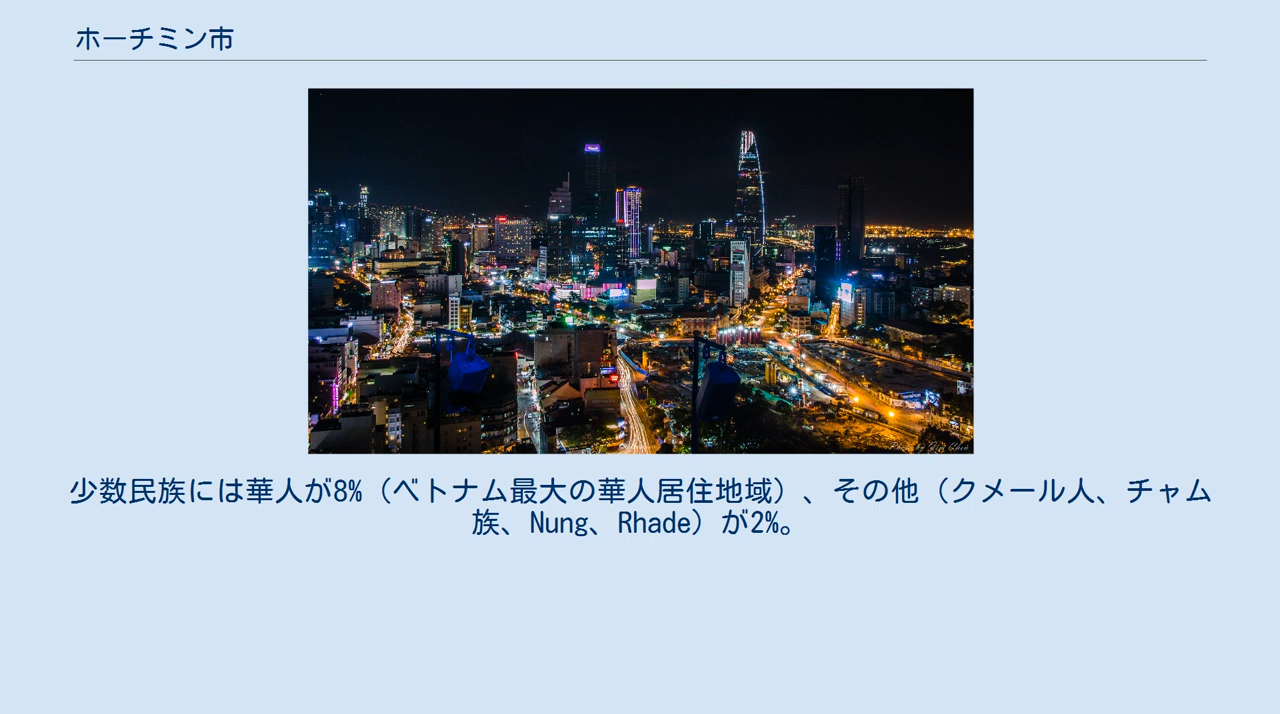 ホーチミン市
少数民族には華人が8%（ベトナム最大の華人居住地域）、その他（クメール人、チャム
族、Nung、Rhade）が2%。